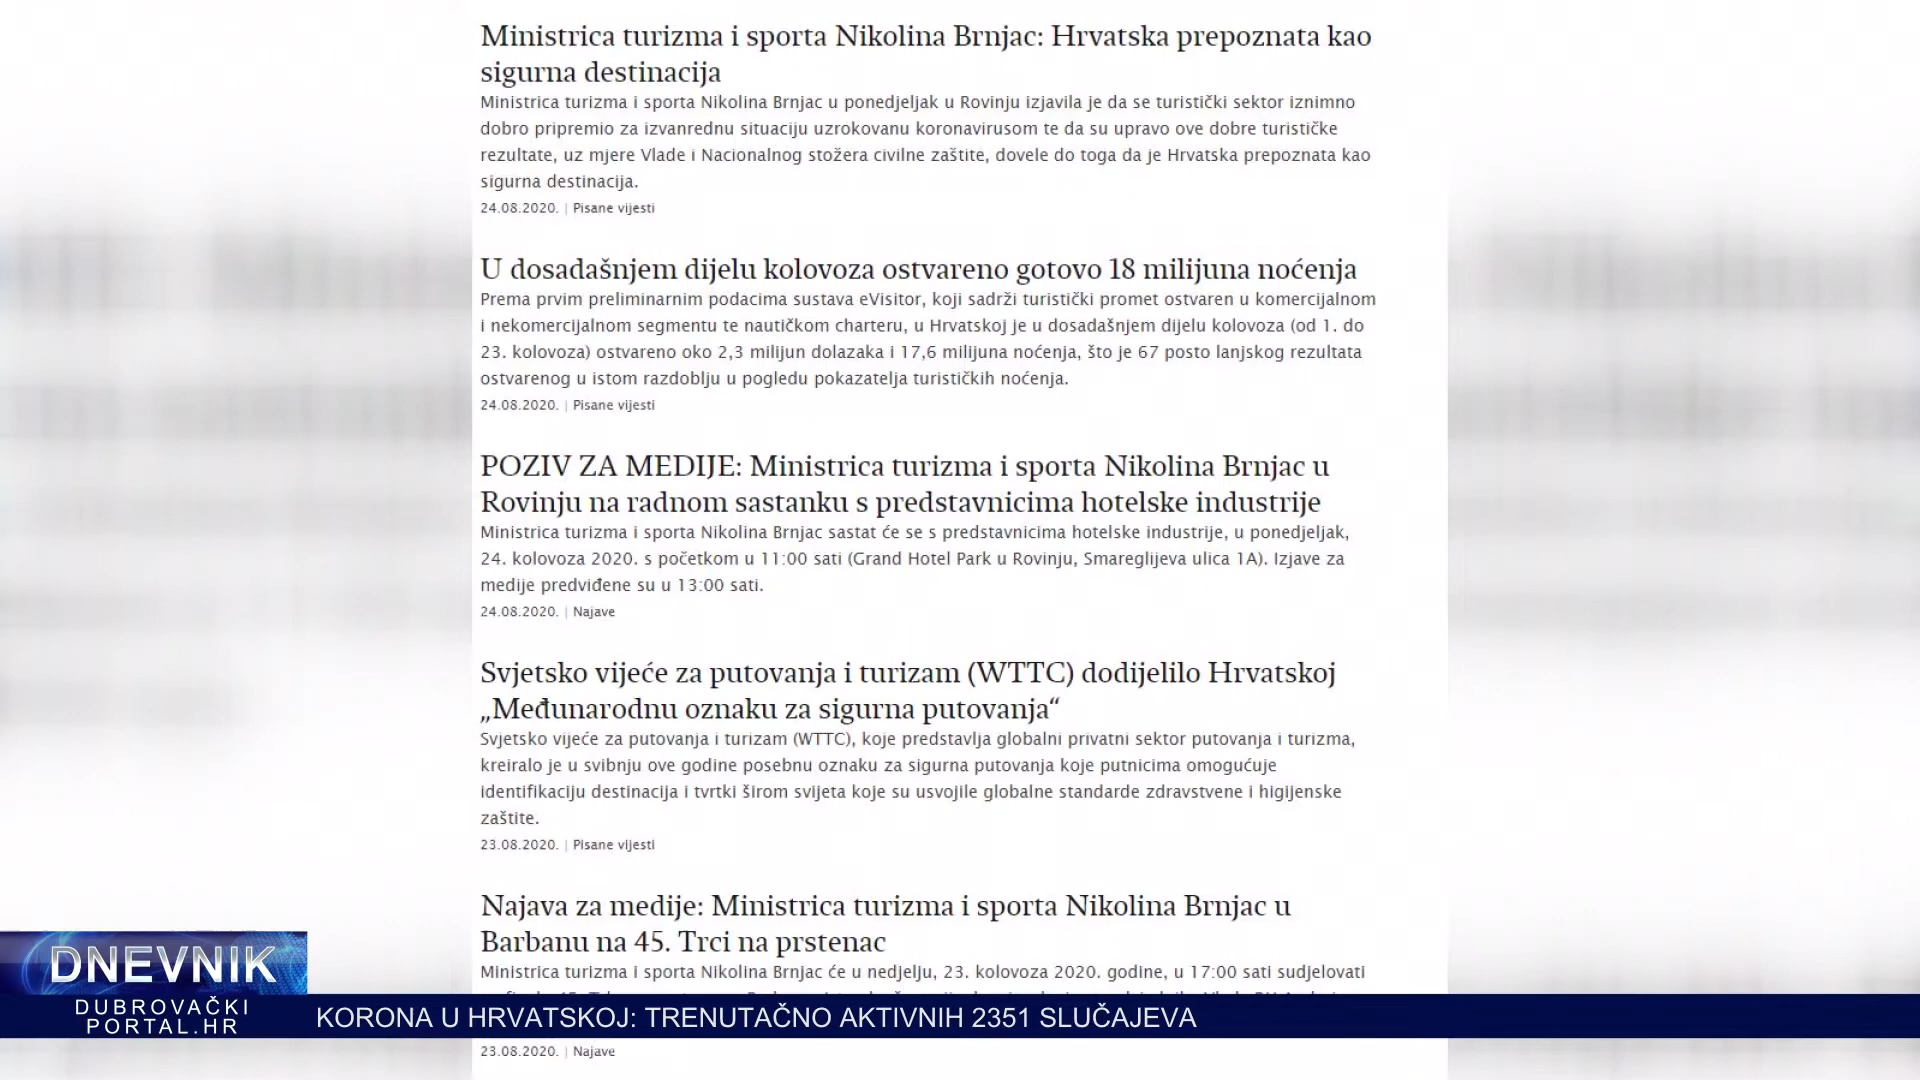 Ministrica turizma i sporta Nikolina Brnjac: Hrvatska prepoznata kao
sigurna destinacija
Ministrica turizma i sporta Nikolina Brnjac u ponedjeljak u Rovinju izjavila je da se turistički sektor iznimno
dobro pripremio za izvanrednu situaciju uzrokovanu koronavirusom te da su upravo ove dobre turističke
rezultate, uz mjere Vlade i Nacionalnog stožera civilne zaštite, dovele do toga da je Hrvatska prepoznata kao
sigurna destinacija.
24.08.2020. | Pisane vijesti
U dosadašnjem dijelu kolovoza ostvareno gotovo 18 milijuna noćenja
Prema prvim preliminarnim podacima sustava eVisitor, koji sadrži turistički promet ostvaren u komercijalnom
i nekomercijalnom segmentu te nautičkom charteru, u Hrvatskoj je u dosadašnjem dijelu kolovoza (od 1. do
23. kolovoza) ostvareno oko 2,3 milijun dolazaka i 17,6 milijuna noćenja, što je 67 posto lanjskog rezultata
ostvarenog u istom razdoblju u pogledu pokazatelja turističkih noćenja.
24.08.2020. | Pisane vijesti
POZIV ZA MEDIJE: Ministrica turizma i sporta Nikolina Brnjac u
Rovinju na radnom sastanku s predstavnicima hotelske industrije
Ministrica turizma i sporta Nikolina Brnjac sastat će se s predstavnicima hotelske industrije, u ponedjeljak,
24. kolovoza 2020. s početkom u 11:00 sati (Grand Hotel Park u Rovinju, Smareglijeva ulica 1A). Izjave za
medije predviđene su u 13:00 sati.
24.08.2020. | Najave
Svjetsko vijeće za putovanja i turizam (WTTC) dodijelilo Hrvatskoj
„Međunarodnu oznaku za sigurna putovanja“
Svjetsko vijeće za putovanja i turizam (WTTC), koje predstavlja globalni privatni sektor putovanja i turizma,
kreiralo je u svibnju ove godine posebnu oznaku za sigurna putovanja koje putnicima omogućuje
identifikaciju destinacija i tvrtki širom svijeta koje su usvojile globalne standarde zdravstvene i higijenske
zaštite.
23.08.2020. | Pisane vijesti
Najava za medije: Ministrica turizma i sporta Nikolina Brnjac u
Barbanu na 45. Trci na prstenac
Ministrica turizma i sporta Nikolina Brnjac će u nedjelju, 23. kolovoza 2020. godine, u 17:00 sati sudjelovati
DNEVNIK
DUBROVAČKI
PORTAL.HR
KORONA U HRVATSKOJ: TRENUTAČNO AKTIVNIH 2351 SLUČAJEVA
23.08.2020. | Najave